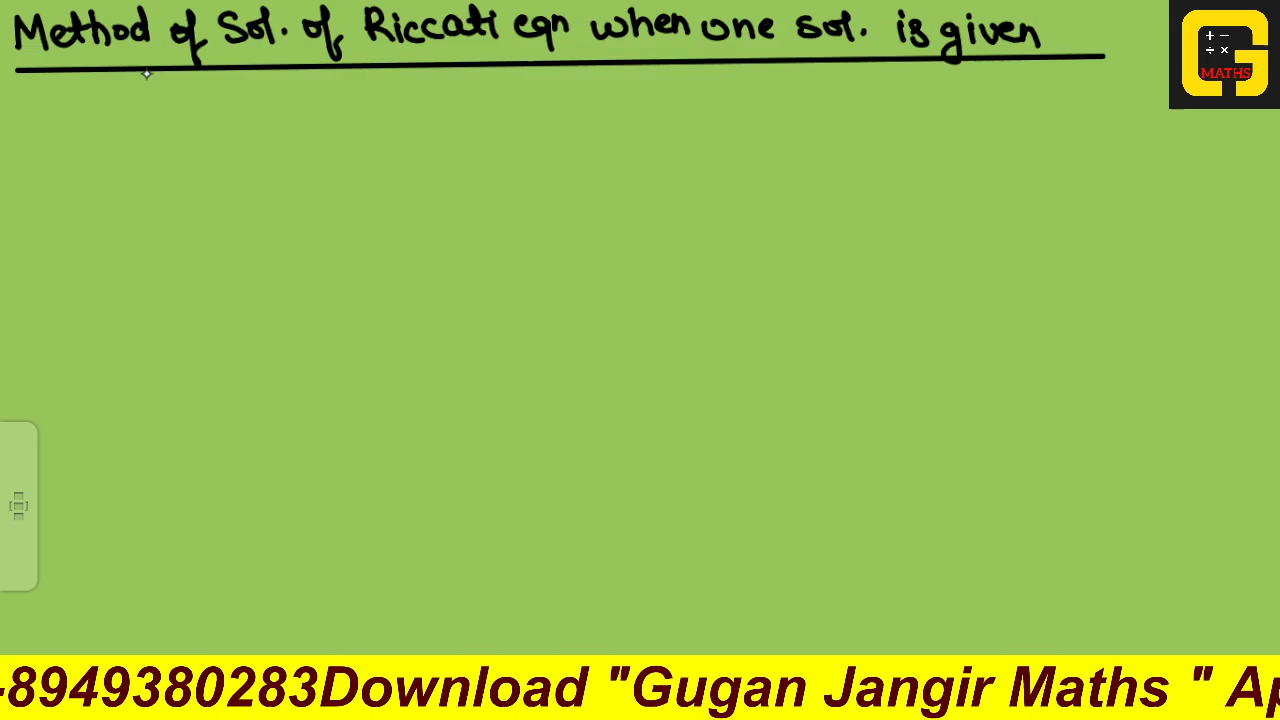 Method of Sol. of Riccati eqn when one sol. is given
+ -
÷ ×
MATHS
-8949380283Download "Gugan Jangir Maths " Ap